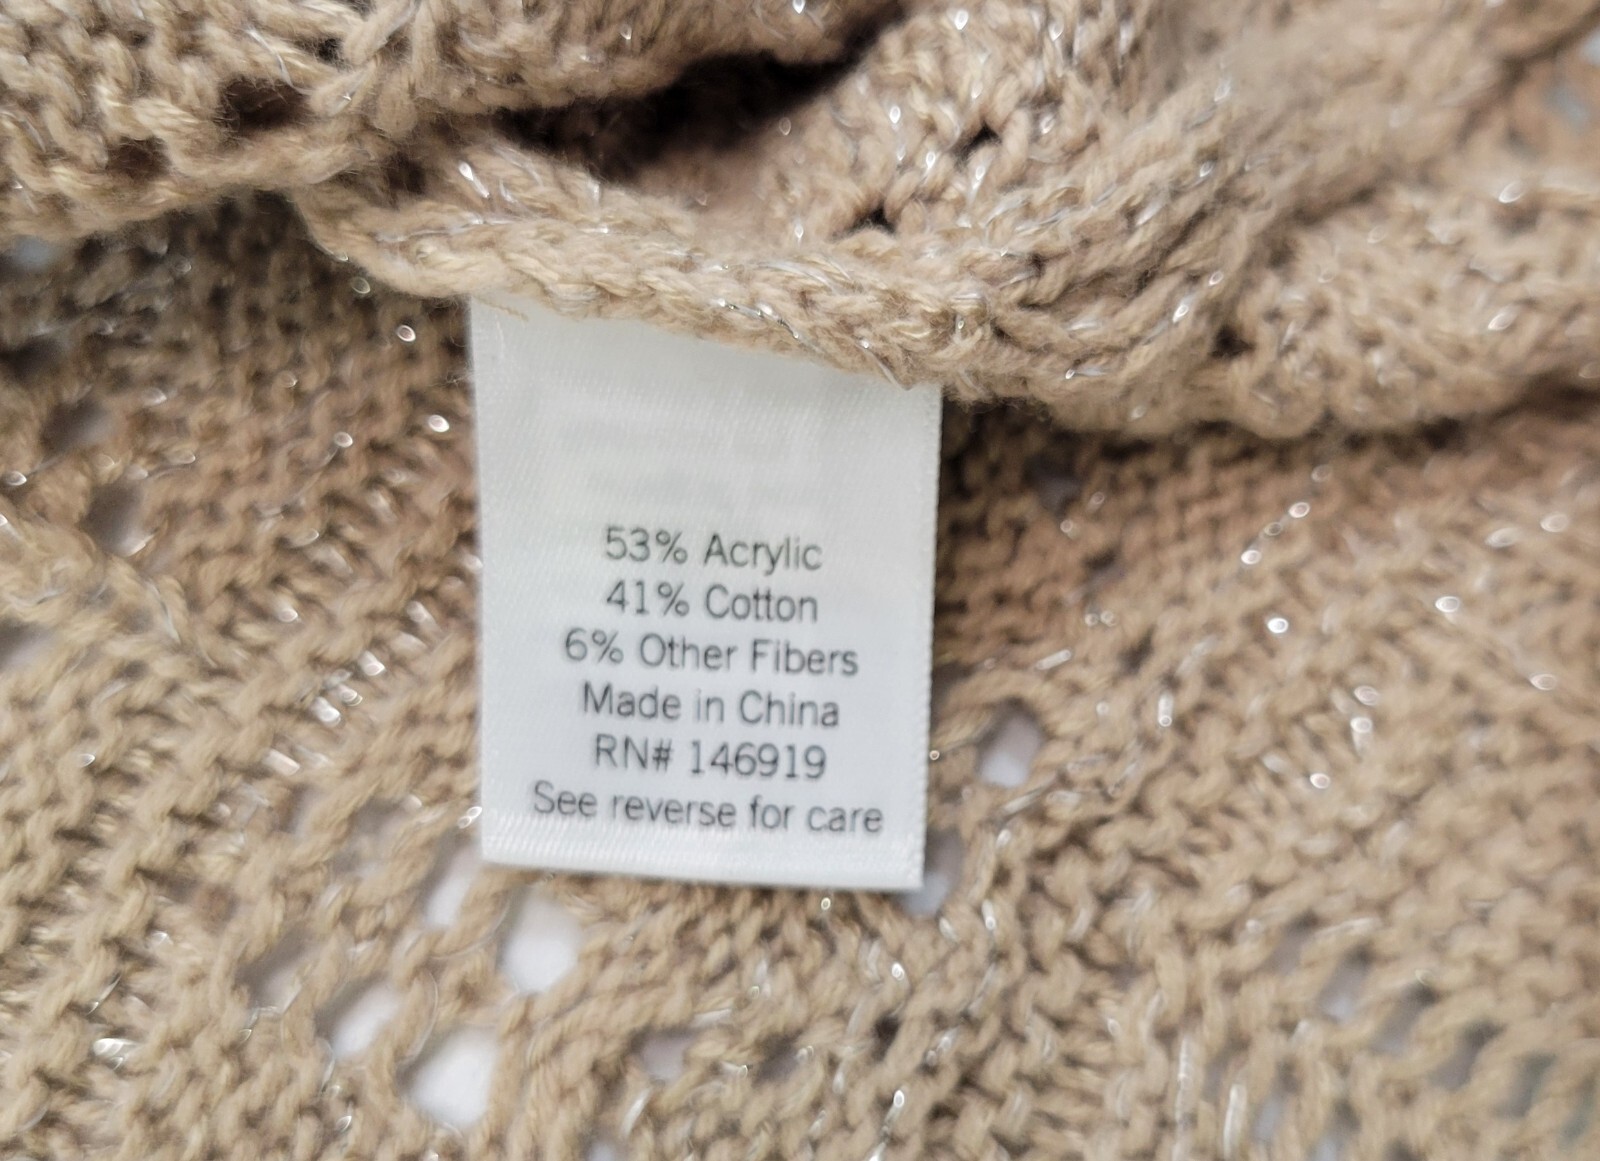 53% Acrylic
41% Cotton
6% Other Fibers
Made in China
RN# 146919
See reverse for care